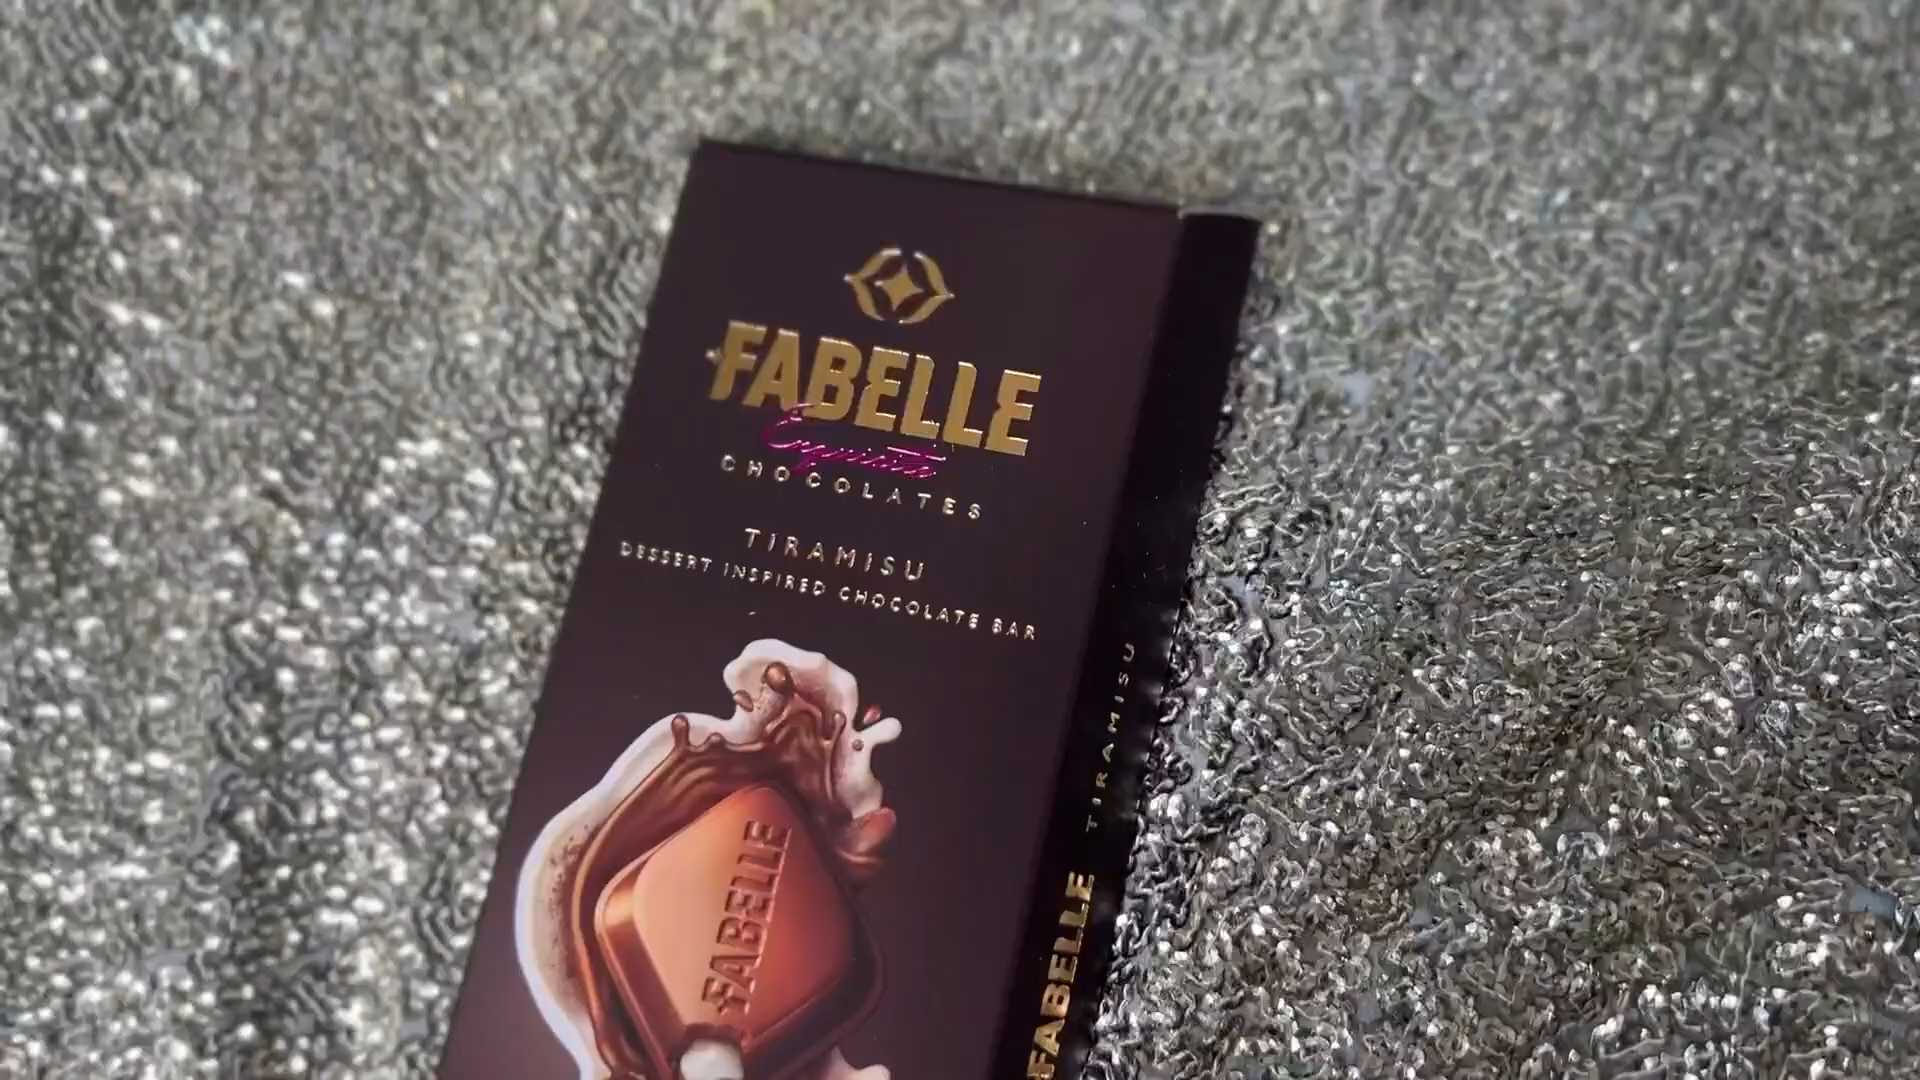 FABELLE
Exquisite
CHOCOLATES
TIRAMISU
DESSERT INSPIRED CHOCOLATE BAR
FABELLE
FABELLE TIRAMISU